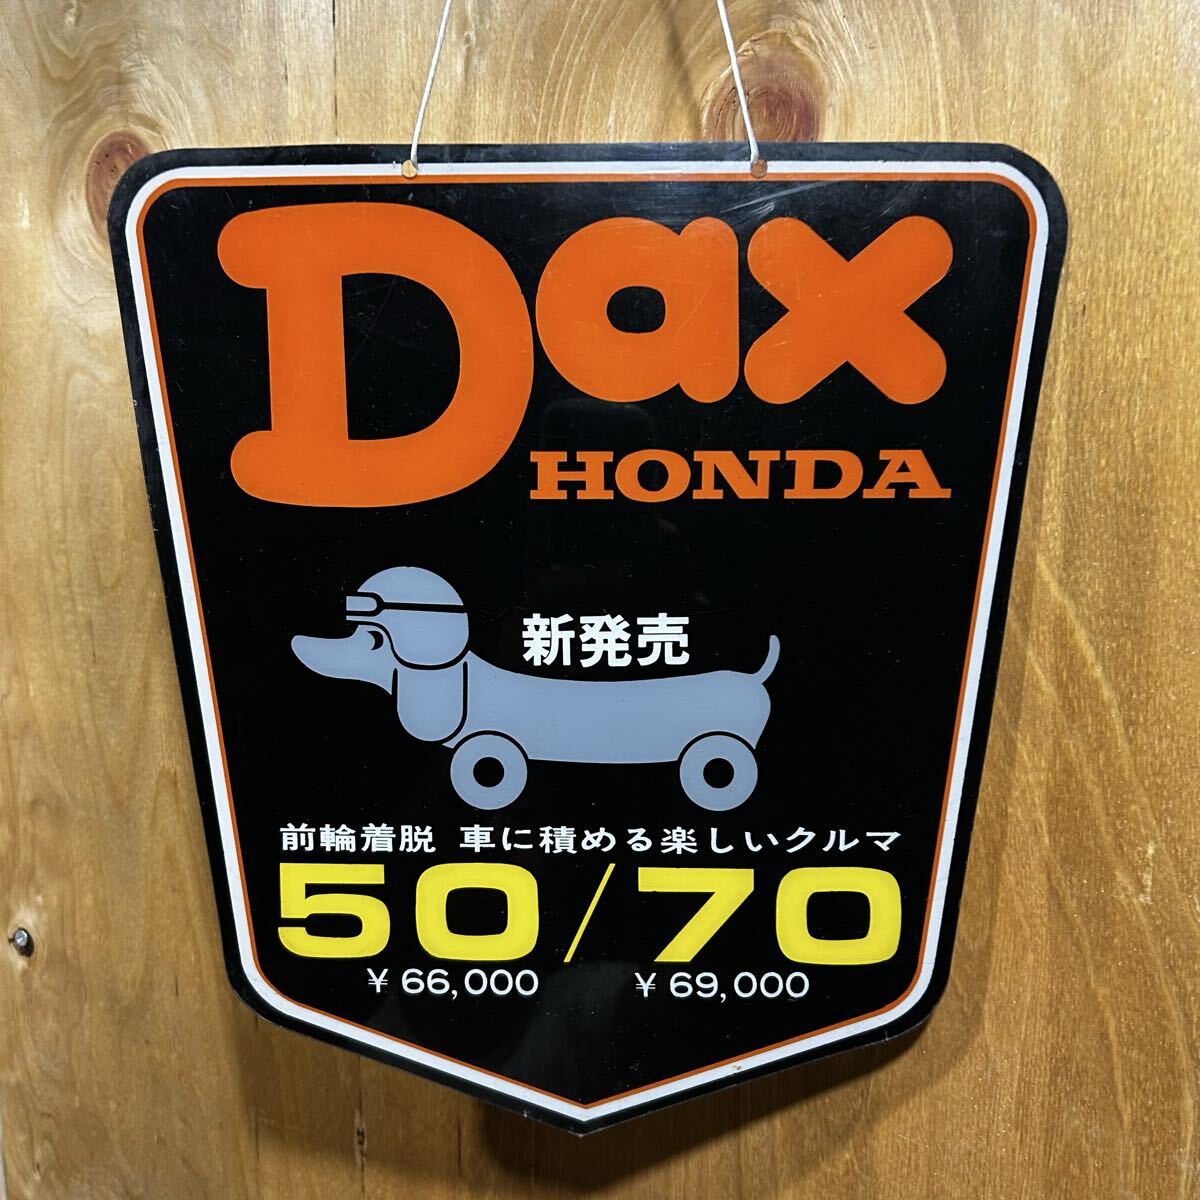 Dax
HONDA
新発売
前輪着脱 車に積める楽しいクルマ
50/70
¥66,000 ¥69,000